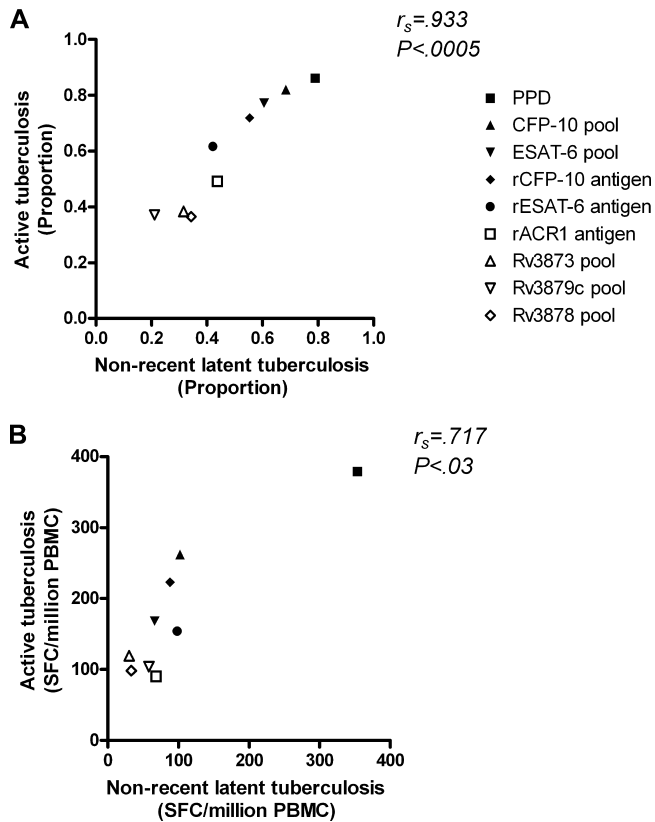 A
r_s=.933
P<.0005
1.0
0.8
0.6
0.4
0.2
0.0
Active tuberculosis
(Proportion)
0.0 0.2 0.4 0.6 0.8 1.0
Non-recent latent tuberculosis
(Proportion)
PPD
CFP-10 pool
ESAT-6 pool
rCFP-10 antigen
rESAT-6 antigen
rACR1 antigen
Rv3873 pool
Rv3879c pool
Rv3878 pool
B
r_s=.717
P<.03
400
300
200
100
0
Active tuberculosis
(SFC/million PBMC)
0 100 200 300 400
Non-recent latent tuberculosis
(SFC/million PBMC)